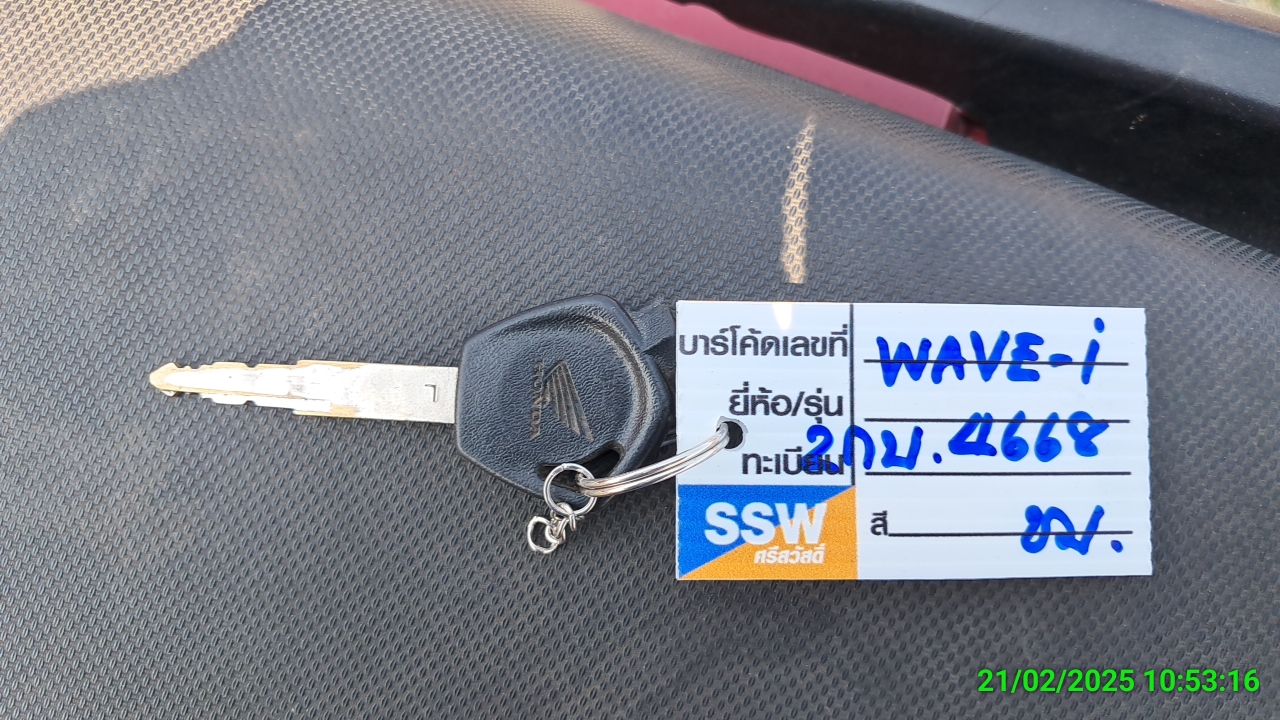 บาร์โค้ดเลขที่ WAVE-i
ยี่ห้อ/รุ่น
ทะเบียน 2กบ.4668
SSW
ศรีสวัสดิ์
สี ขม.
HONDA
L
21/02/2025 10:53:16